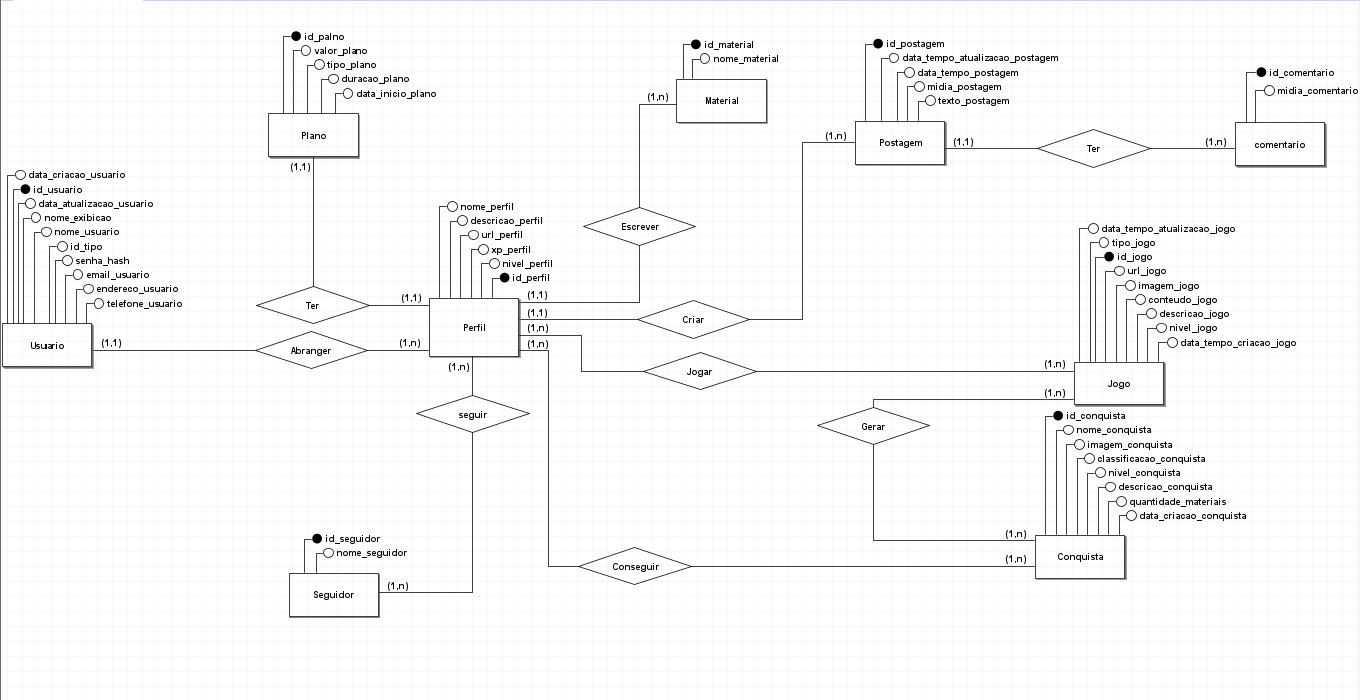 id_palno
valor_plano
tipo_plano
duracao_plano
data_inicio_plano
Plano
(1,1)
id_material
nome_material
Material
(1,n)
id_postagem
data_tempo_atualizacao_postagem
data_tempo_postagem
midia_postagem
texto_postagem
Postagem
(1,n)
(1,1)
Ter
(1,n)
id_comentario
midia_comentario
comentario
data_criacao_usuario
id_usuario
data_atualizacao_usuario
nome_exibicao
nome_usuario
id_tipo
senha_hash
email_usuario
endereco_usuario
telefone_usuario
Usuario
(1,1)
Ter
(1,1)
Abranger
(1,n)
nome_perfil
descricao_perfil
url_perfil
xp_perfil
nivel_perfil
id_perfil
Perfil
(1,1)
(1,1)
(1,n)
(1,n)
(1,n)
Escrever
Criar
Jogar
(1,n)
data_tempo_atualizacao_jogo
tipo_jogo
id_jogo
url_jogo
imagem_jogo
conteudo_jogo
descricao_jogo
nivel_jogo
data_tempo_criacao_jogo
Jogo
(1,n)
Gerar
seguir
id_conquista
nome_conquista
imagem_conquista
classificacao_conquista
nivel_conquista
descricao_conquista
quantidade_materiais
data_criacao_conquista
Conquista
(1,n)
(1,n)
Conseguir
id_seguidor
nome_seguidor
Seguidor
(1,n)